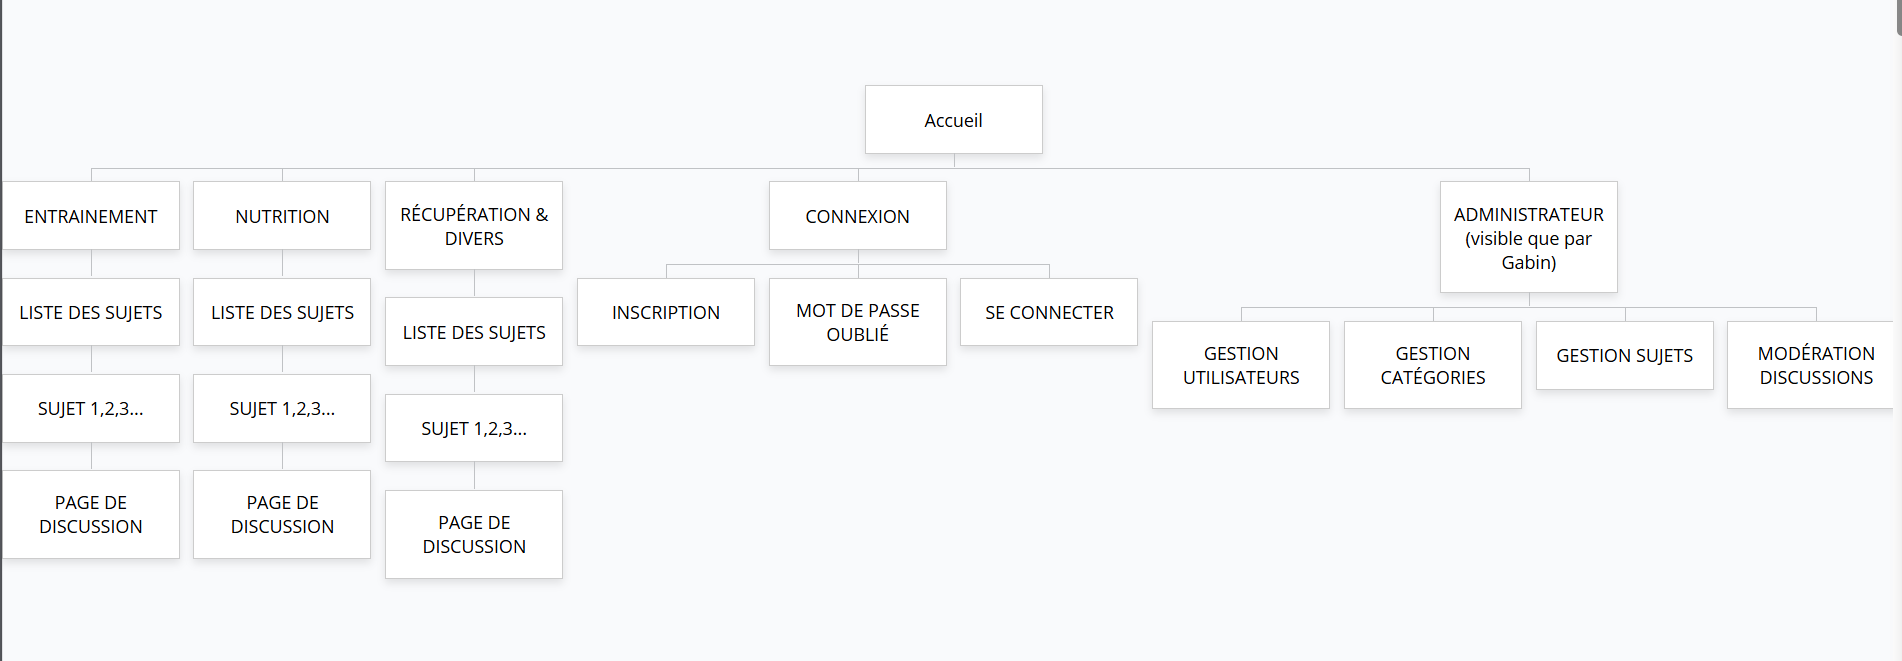 Accueil
ENTRAINEMENT
NUTRITION
RÉCUPÉRATION &
DIVERS
CONNEXION
ADMINISTRATEUR
(visible que par
Gabin)
LISTE DES SUJETS
LISTE DES SUJETS
LISTE DES SUJETS
INSCRIPTION
MOT DE PASSE
OUBLIÉ
SE CONNECTER
GESTION
UTILISATEURS
GESTION
CATÉGORIES
GESTION SUJETS
MODÉRATION
DISCUSSIONS
SUJET 1,2,3...
SUJET 1,2,3...
SUJET 1,2,3...
PAGE DE
DISCUSSION
PAGE DE
DISCUSSION
PAGE DE
DISCUSSION